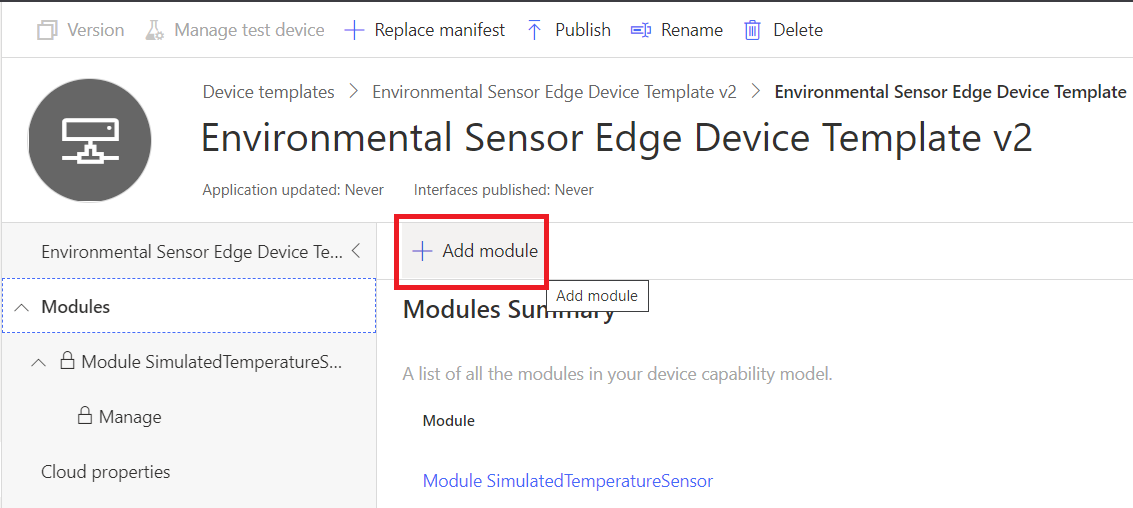 Version Manage test device Replace manifest Publish Rename Delete
Device templates > Environmental Sensor Edge Device Template v2 > Environmental Sensor Edge Device Template
Environmental Sensor Edge Device Template v2
Application updated: Never Interfaces published: Never
Environmental Sensor Edge Device Te...
Add module
Add module
Modules
Modules Summary
Module SimulatedTemperatureS...
A list of all the modules in your device capability model.
Manage
Module
Cloud properties
Module SimulatedTemperatureSensor